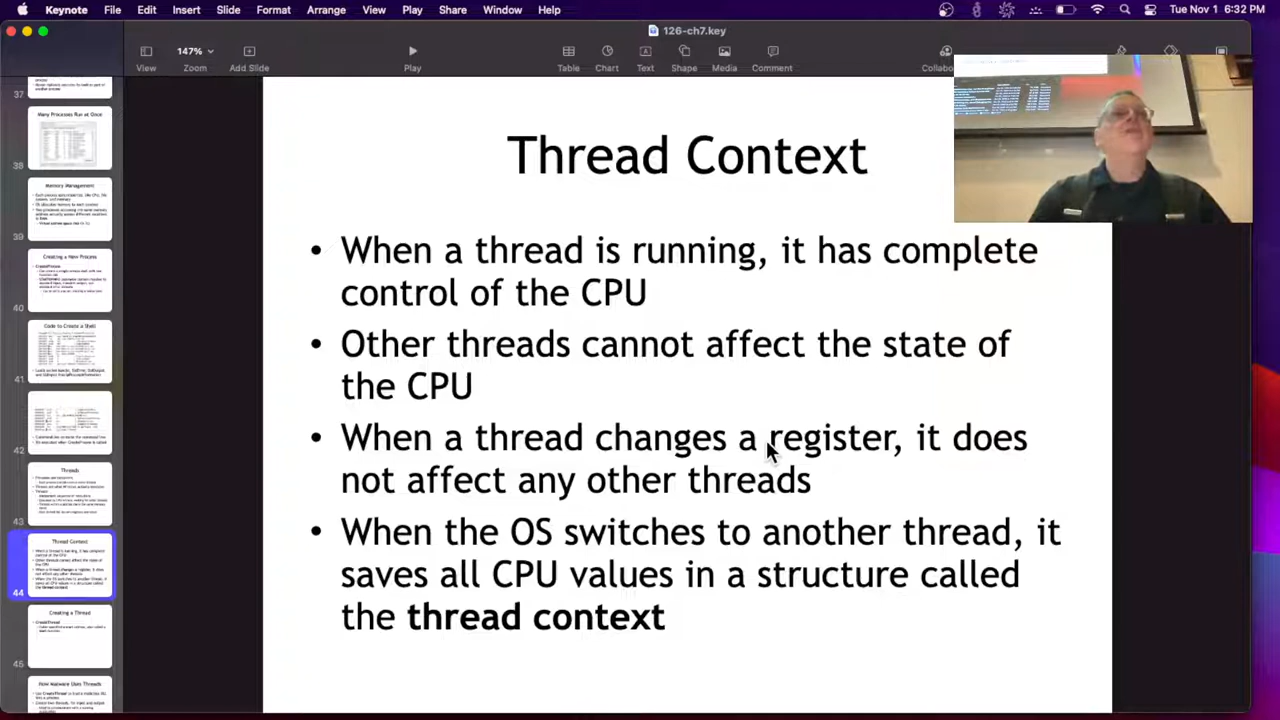 Keynote File Edit Insert Slide Format Arrange View Play Share Window Help Tue Nov 1 6:32 PM
126-ch7.key
147%
View Zoom Add Slide Play Table Chart Text Shape Media Comment Collabo
37
Many Processes Run at Once
38
Memory Management
39
Creating a New Process
40
Code to Create a Shell
41
42
Threads
43
Thread Context
44
Creating a Thread
45
How Malware Uses Threads
Thread Context
• When a thread is running, it has complete
control of the CPU
• Other threads cannot affect the state of
the CPU
• When a thread changes a register, it does
not affect any other threads
• When the OS switches to another thread, it
saves all CPU values in a structure called
the thread context